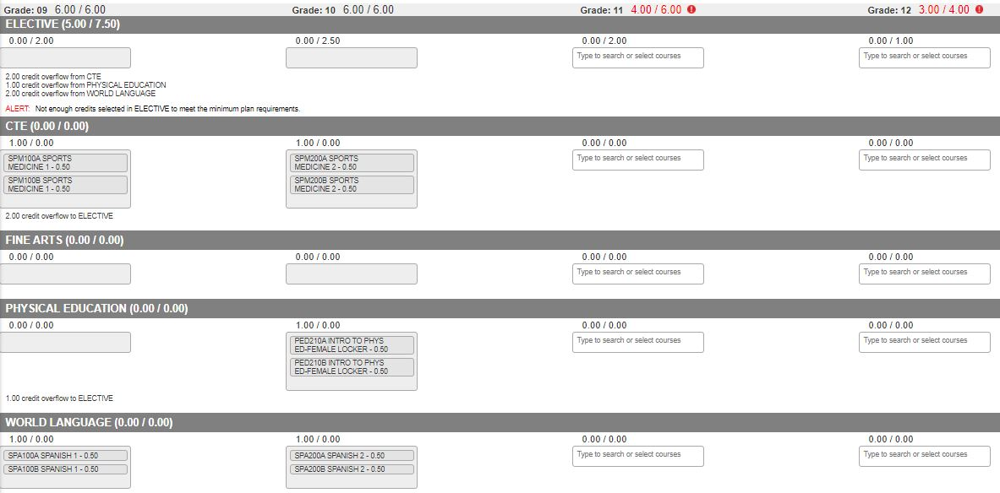 Grade: 09 6.00 / 6.00 Grade: 10 6.00 / 6.00 Grade: 11 4.00 / 6.00 Grade: 12 3.00 / 4.00
ELECTIVE (5.00 / 7.50)
0.00 / 2.00 0.00 / 2.50 0.00 / 2.00 0.00 / 1.00
Type to search or select courses Type to search or select courses
2.00 credit overflow from CTE
1.00 credit overflow from PHYSICAL EDUCATION
2.00 credit overflow from WORLD LANGUAGE
ALERT: Not enough credits selected in ELECTIVE to meet the minimum plan requirements.
CTE (0.00 / 0.00)
1.00 / 0.00 1.00 / 0.00 0.00 / 0.00 0.00 / 0.00
SPM100A SPORTS
MEDICINE 1 - 0.50
SPM100B SPORTS
MEDICINE 1 - 0.50
SPM200A SPORTS
MEDICINE 2 - 0.50
SPM200B SPORTS
MEDICINE 2 - 0.50
Type to search or select courses Type to search or select courses
2.00 credit overflow to ELECTIVE
FINE ARTS (0.00 / 0.00)
0.00 / 0.00 0.00 / 0.00 0.00 / 0.00 0.00 / 0.00
Type to search or select courses Type to search or select courses
PHYSICAL EDUCATION (0.00 / 0.00)
0.00 / 0.00 1.00 / 0.00 0.00 / 0.00 0.00 / 0.00
PED210A INTRO TO PHYS
ED-FEMALE LOCKER - 0.50
PED210B INTRO TO PHYS
ED-FEMALE LOCKER - 0.50
Type to search or select courses Type to search or select courses
1.00 credit overflow to ELECTIVE
WORLD LANGUAGE (0.00 / 0.00)
1.00 / 0.00 1.00 / 0.00 0.00 / 0.00 0.00 / 0.00
SPA100A SPANISH 1 - 0.50
SPA100B SPANISH 1 - 0.50
SPA200A SPANISH 2 - 0.50
SPA200B SPANISH 2 - 0.50
Type to search or select courses Type to search or select courses